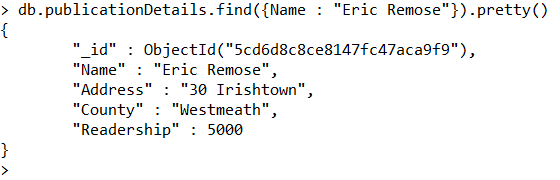 > db.publicationDetails.find({Name : "Eric Remose"}).pretty()
{
        "_id" : ObjectId("5cd6d8c8ce8147fc47aca9f9"),
        "Name" : "Eric Remose",
        "Address" : "30 Irishtown",
        "County" : "Westmeath",
        "Readership" : 5000
}
>